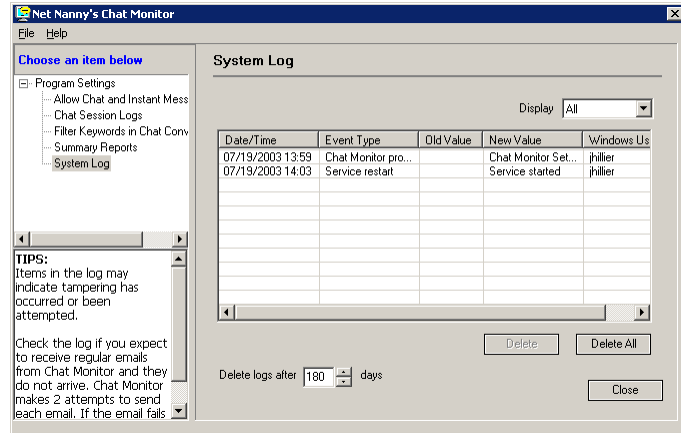 Net Nanny's Chat Monitor
File Help
Choose an item below
Program Settings
Allow Chat and Instant Mess
Chat Session Logs
Filter Keywords in Chat Conv
Summary Reports
System Log
TIPS:
Items in the log may
indicate tampering has
occurred or been
attempted.
Check the log if you expect
to receive regular emails
from Chat Monitor and they
do not arrive. Chat Monitor
makes 2 attempts to send
each email. If the email fails
System Log
Display All
Date/Time Event Type Old Value New Value Windows Us
07/19/2003 13:59 Chat Monitor pro... Chat Monitor Set... jhillier
07/19/2003 14:03 Service restart Service started jhillier
Delete Delete All
Delete logs after 180 days
Close